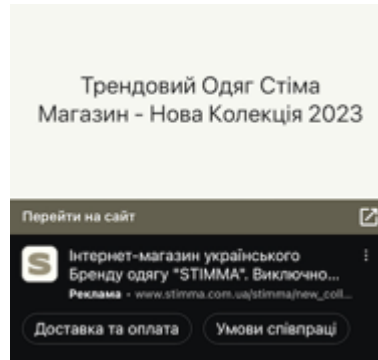 Трендовий Одяг Стіма
Магазин - Нова Колекція 2023
Перейти на сайт
S
Інтернет-магазин українського
Бренду одягу "STIMMA". Виключно...
Реклама · www.stimma.com.ua/stimma/new_coll...
Доставка та оплата
Умови співпраці